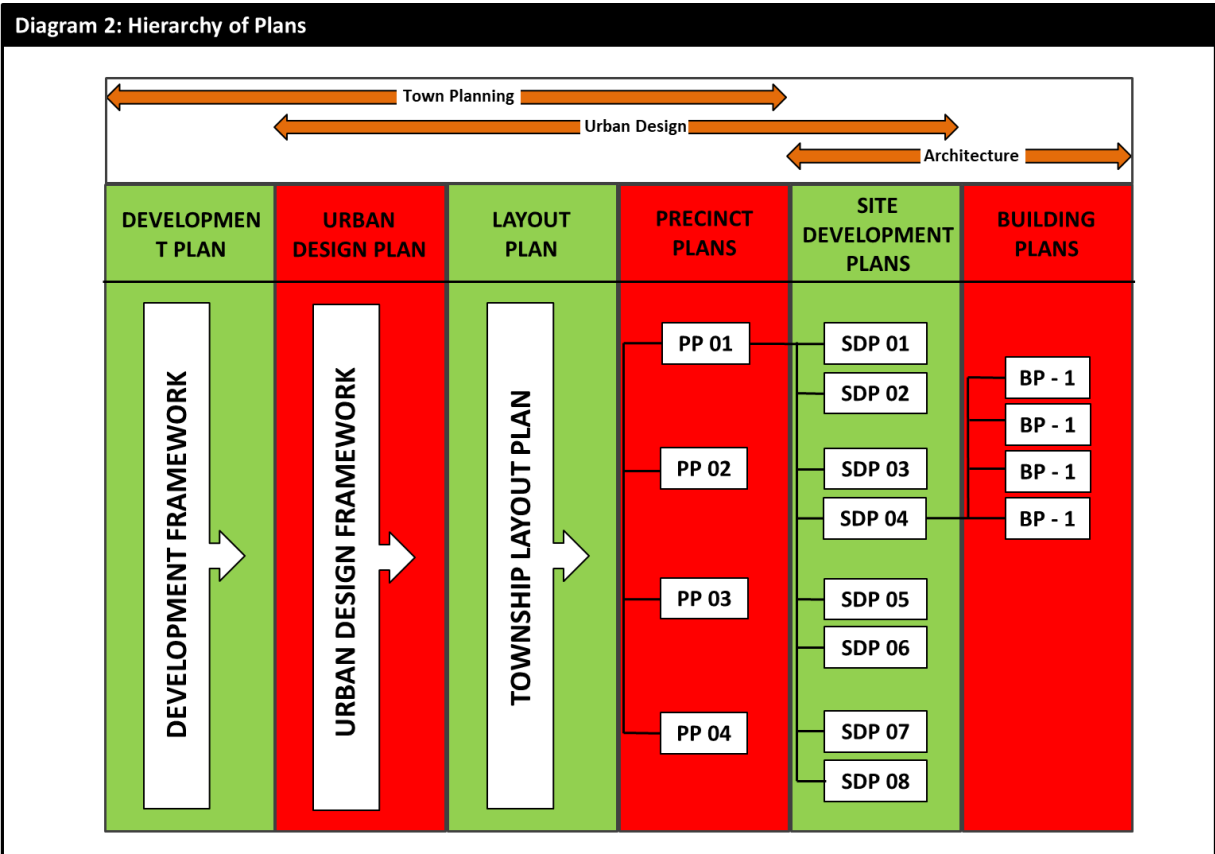 Diagram 2: Hierarchy of Plans
Town Planning
Urban Design
Architecture
DEVELOPMEN
T PLAN
URBAN
DESIGN PLAN
LAYOUT
PLAN
PRECINCT
PLANS
SITE
DEVELOPMENT
PLANS
BUILDING
PLANS
DEVELOPMENT FRAMEWORK
URBAN DESIGN FRAMEWORK
TOWNSHIP LAYOUT PLAN
PP 01
PP 02
PP 03
PP 04
SDP 01
SDP 02
SDP 03
SDP 04
SDP 05
SDP 06
SDP 07
SDP 08
BP - 1
BP - 1
BP - 1
BP - 1